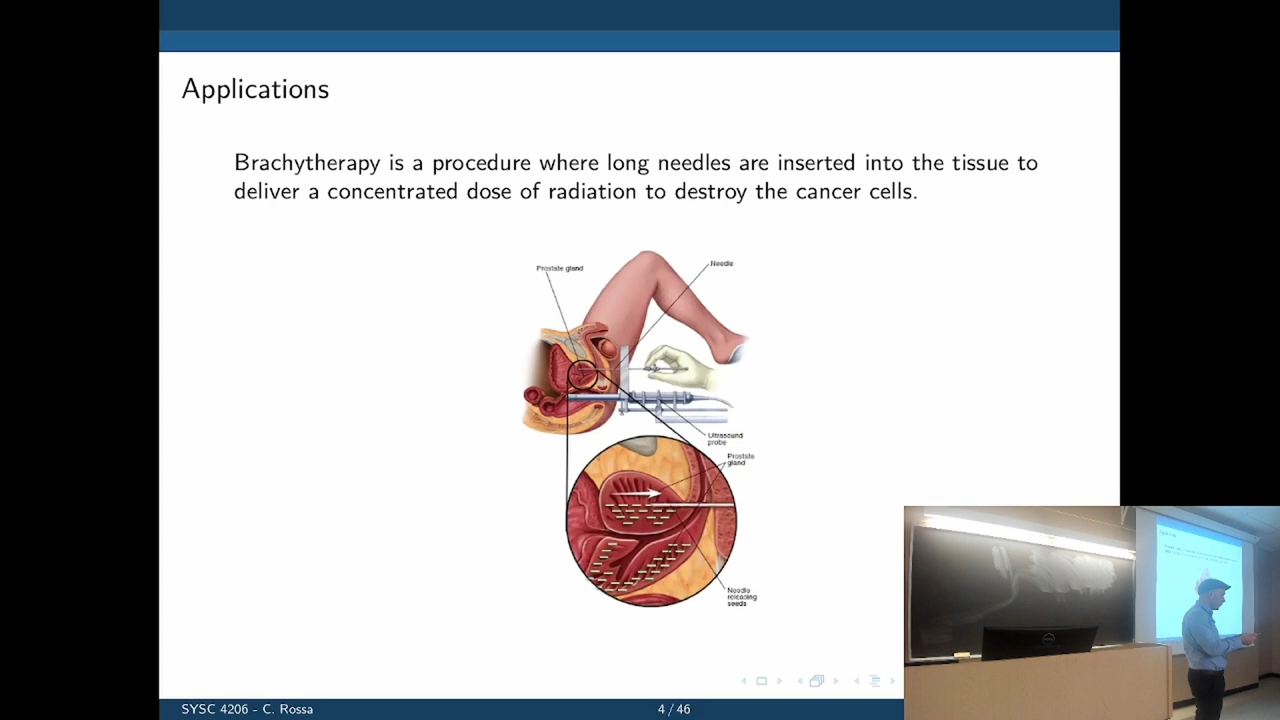 Applications
Brachytherapy is a procedure where long needles are inserted into the tissue to
deliver a concentrated dose of radiation to destroy the cancer cells.
Prostate gland
Needle
Ultrasound
probe
Prostate
gland
Needle
releasing
seeds
SYSC 4206 - C. Rossa
4 / 46